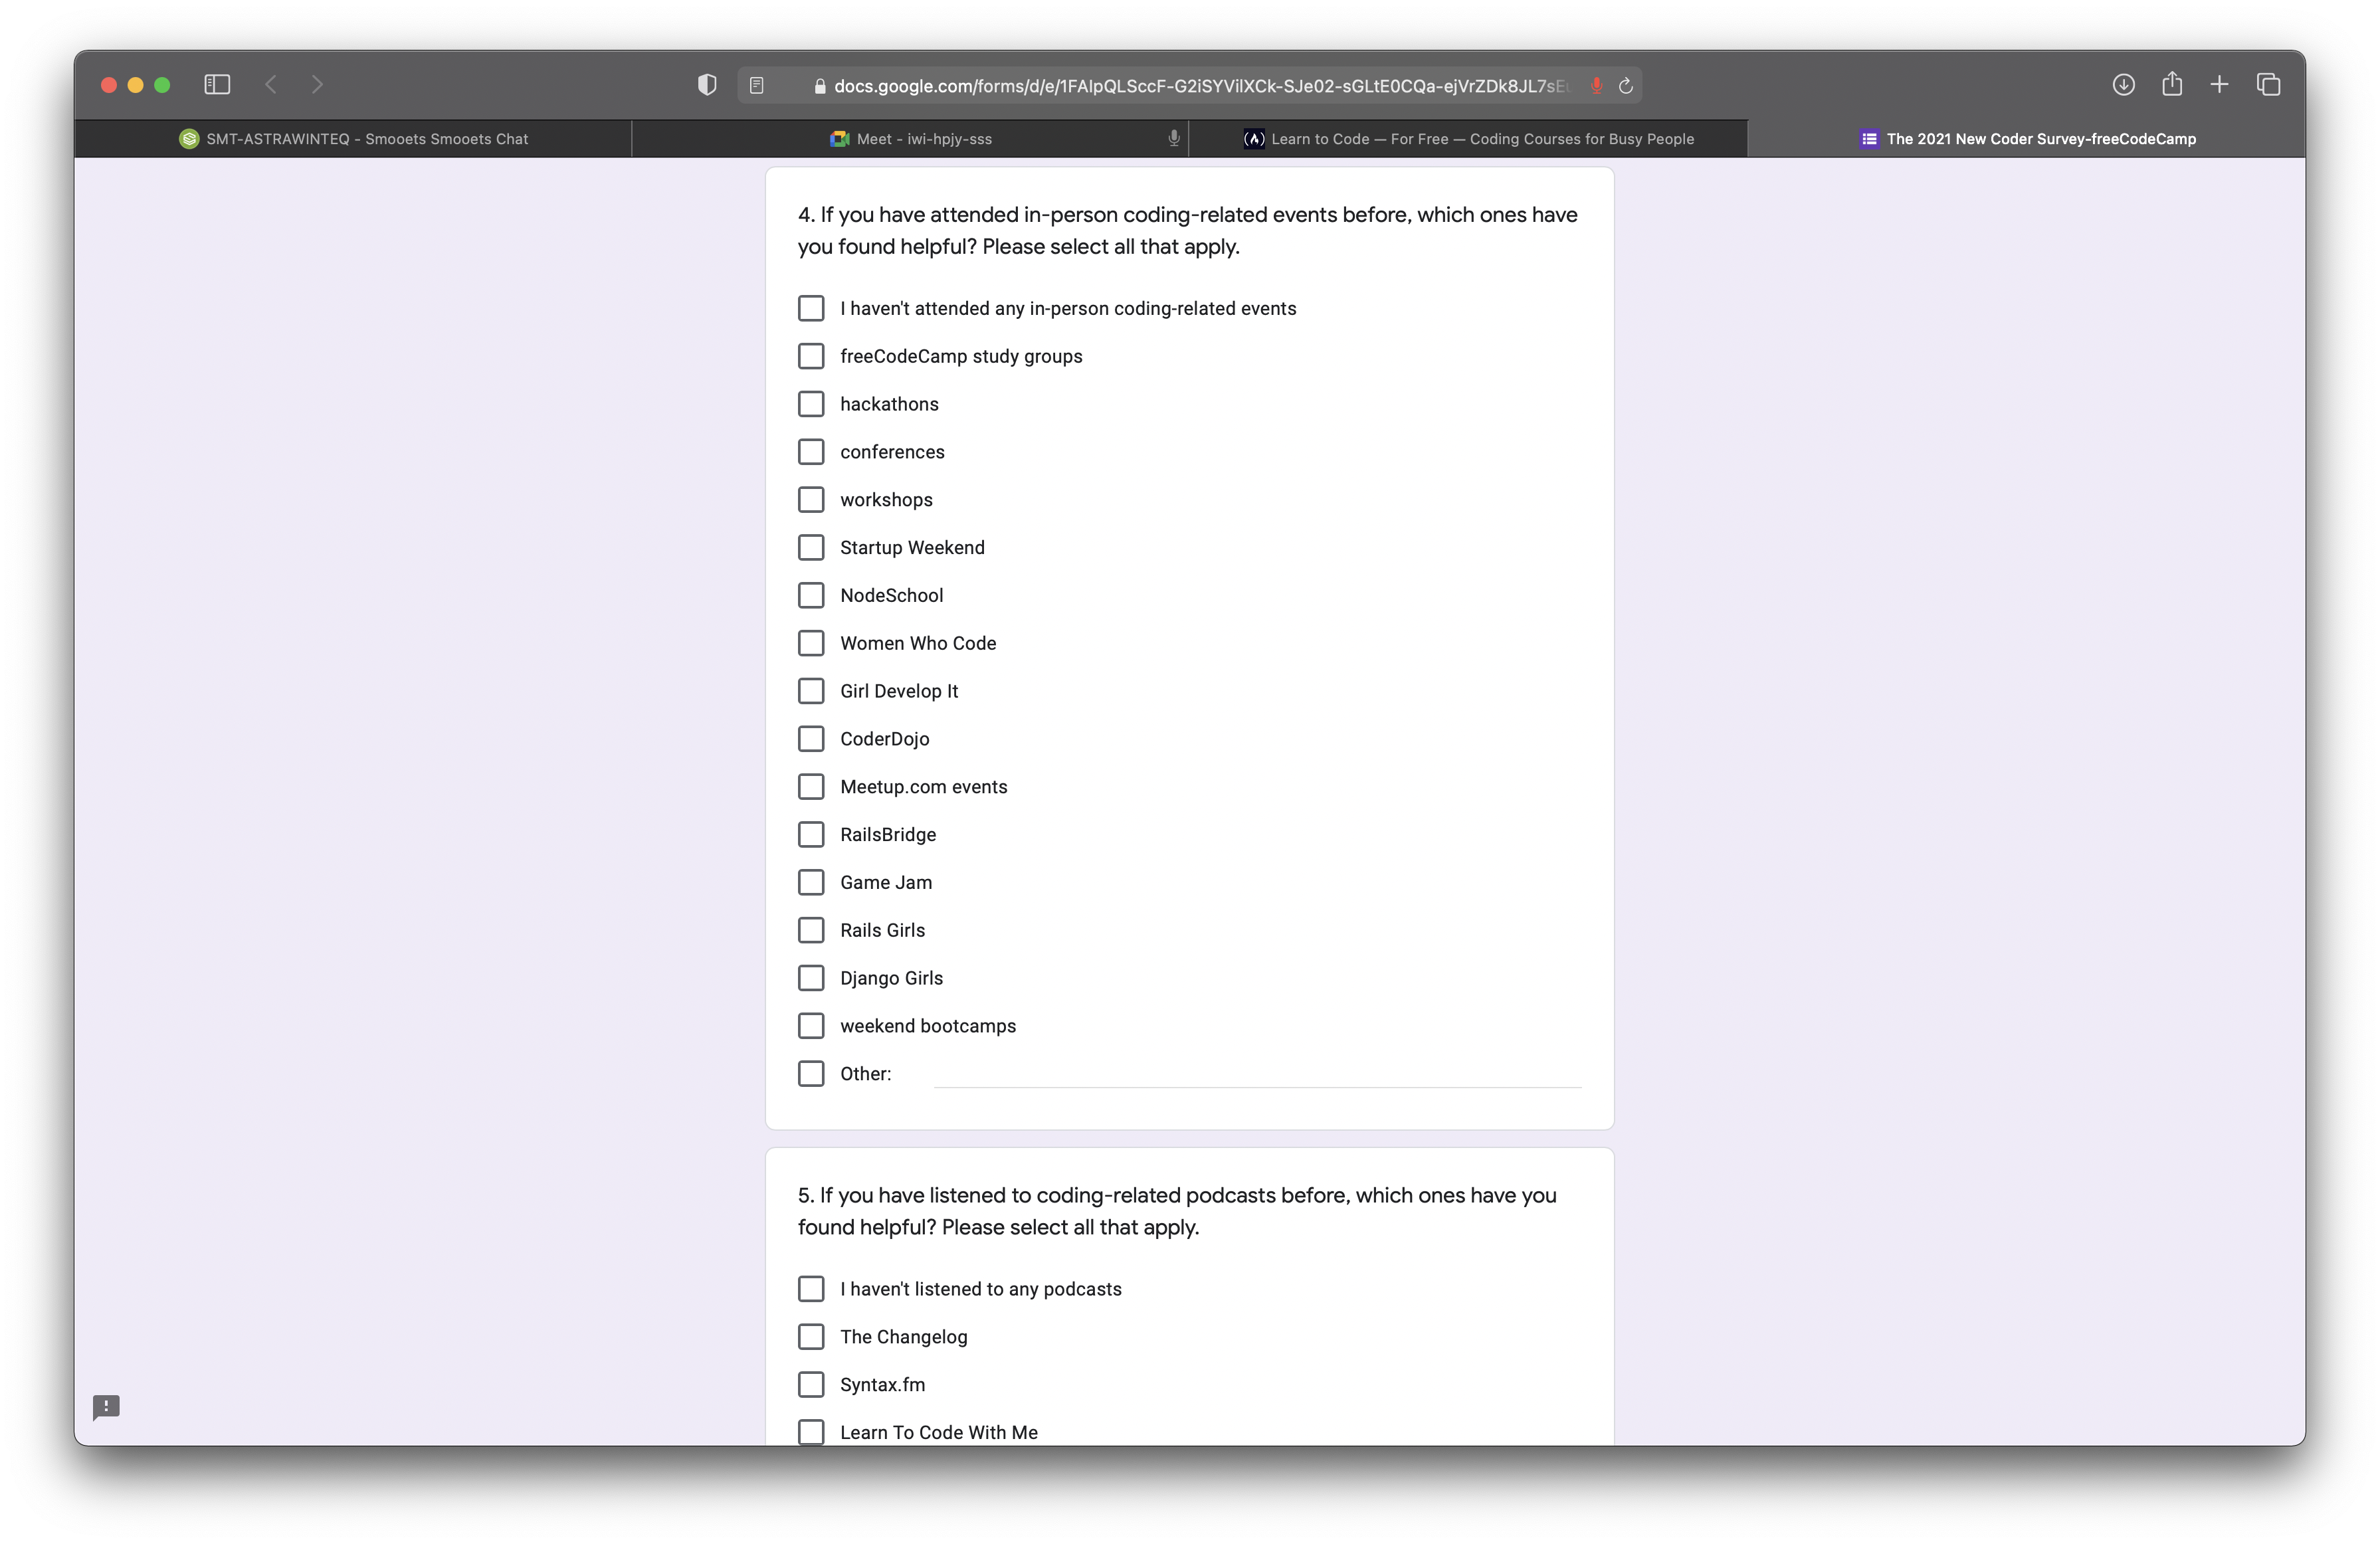 docs.google.com/forms/d/e/1FAIpQLSccF-G2iSYVilXCk-SJe02-sGLtE0CQa-ejVrZDk8JL7sE
SMT-ASTRAWINTEQ - Smooets Smooets Chat
Meet - iwi-hpjy-sss
Learn to Code — For Free — Coding Courses for Busy People
The 2021 New Coder Survey-freeCodeCamp
4. If you have attended in-person coding-related events before, which ones have
you found helpful? Please select all that apply.
I haven't attended any in-person coding-related events
freeCodeCamp study groups
hackathons
conferences
workshops
Startup Weekend
NodeSchool
Women Who Code
Girl Develop It
CoderDojo
Meetup.com events
RailsBridge
Game Jam
Rails Girls
Django Girls
weekend bootcamps
Other:
5. If you have listened to coding-related podcasts before, which ones have you
found helpful? Please select all that apply.
I haven't listened to any podcasts
The Changelog
Syntax.fm
Learn To Code With Me